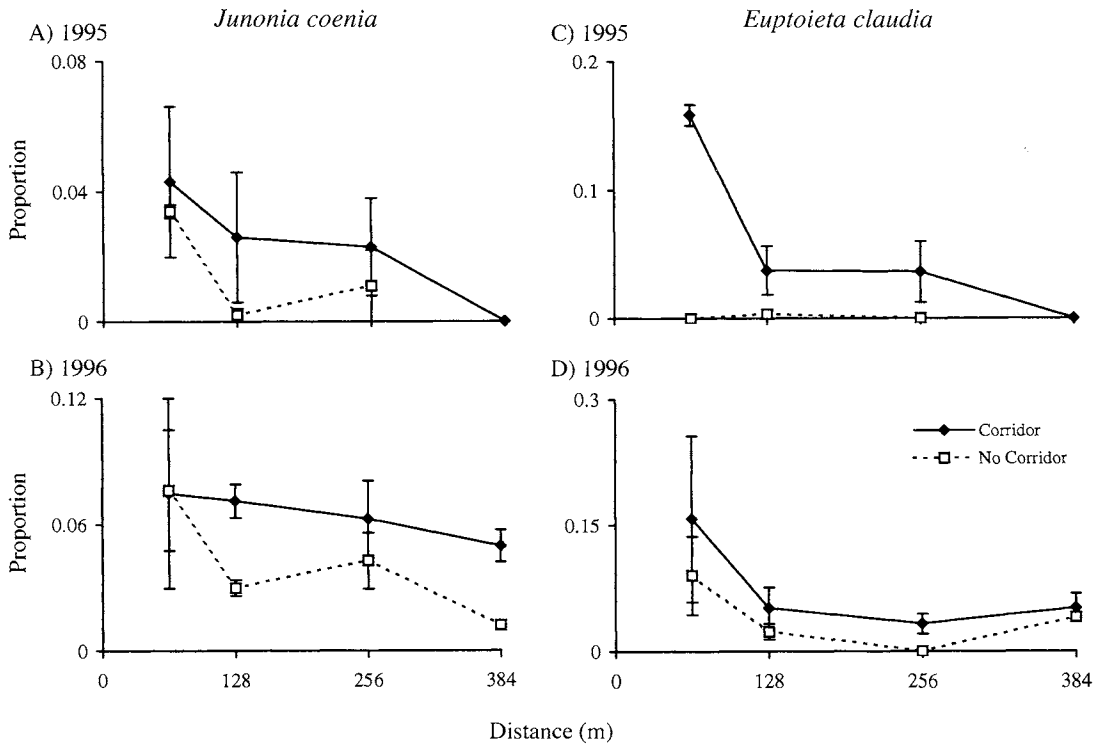 Junonia coenia
Euptoieta claudia
A) 1995
C) 1995
0.08
0.04
0
Proportion
0.2
0.1
0
B) 1996
D) 1996
0.12
0.06
0
Proportion
0.3
0.15
0
Corridor
No Corridor
0 128 256 384
0 128 256 384
Distance (m)